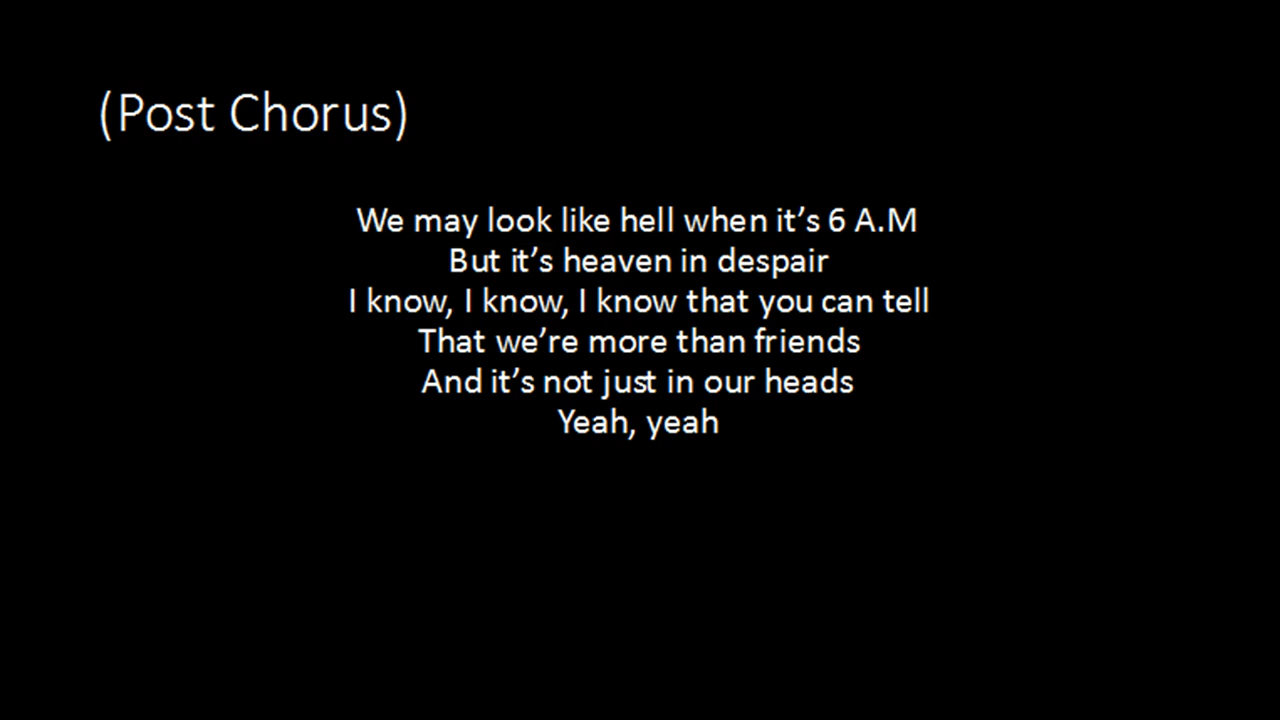 (Post Chorus)
We may look like hell when it’s 6 A.M
But it’s heaven in despair
I know, I know, I know that you can tell
That we’re more than friends
And it’s not just in our heads
Yeah, yeah